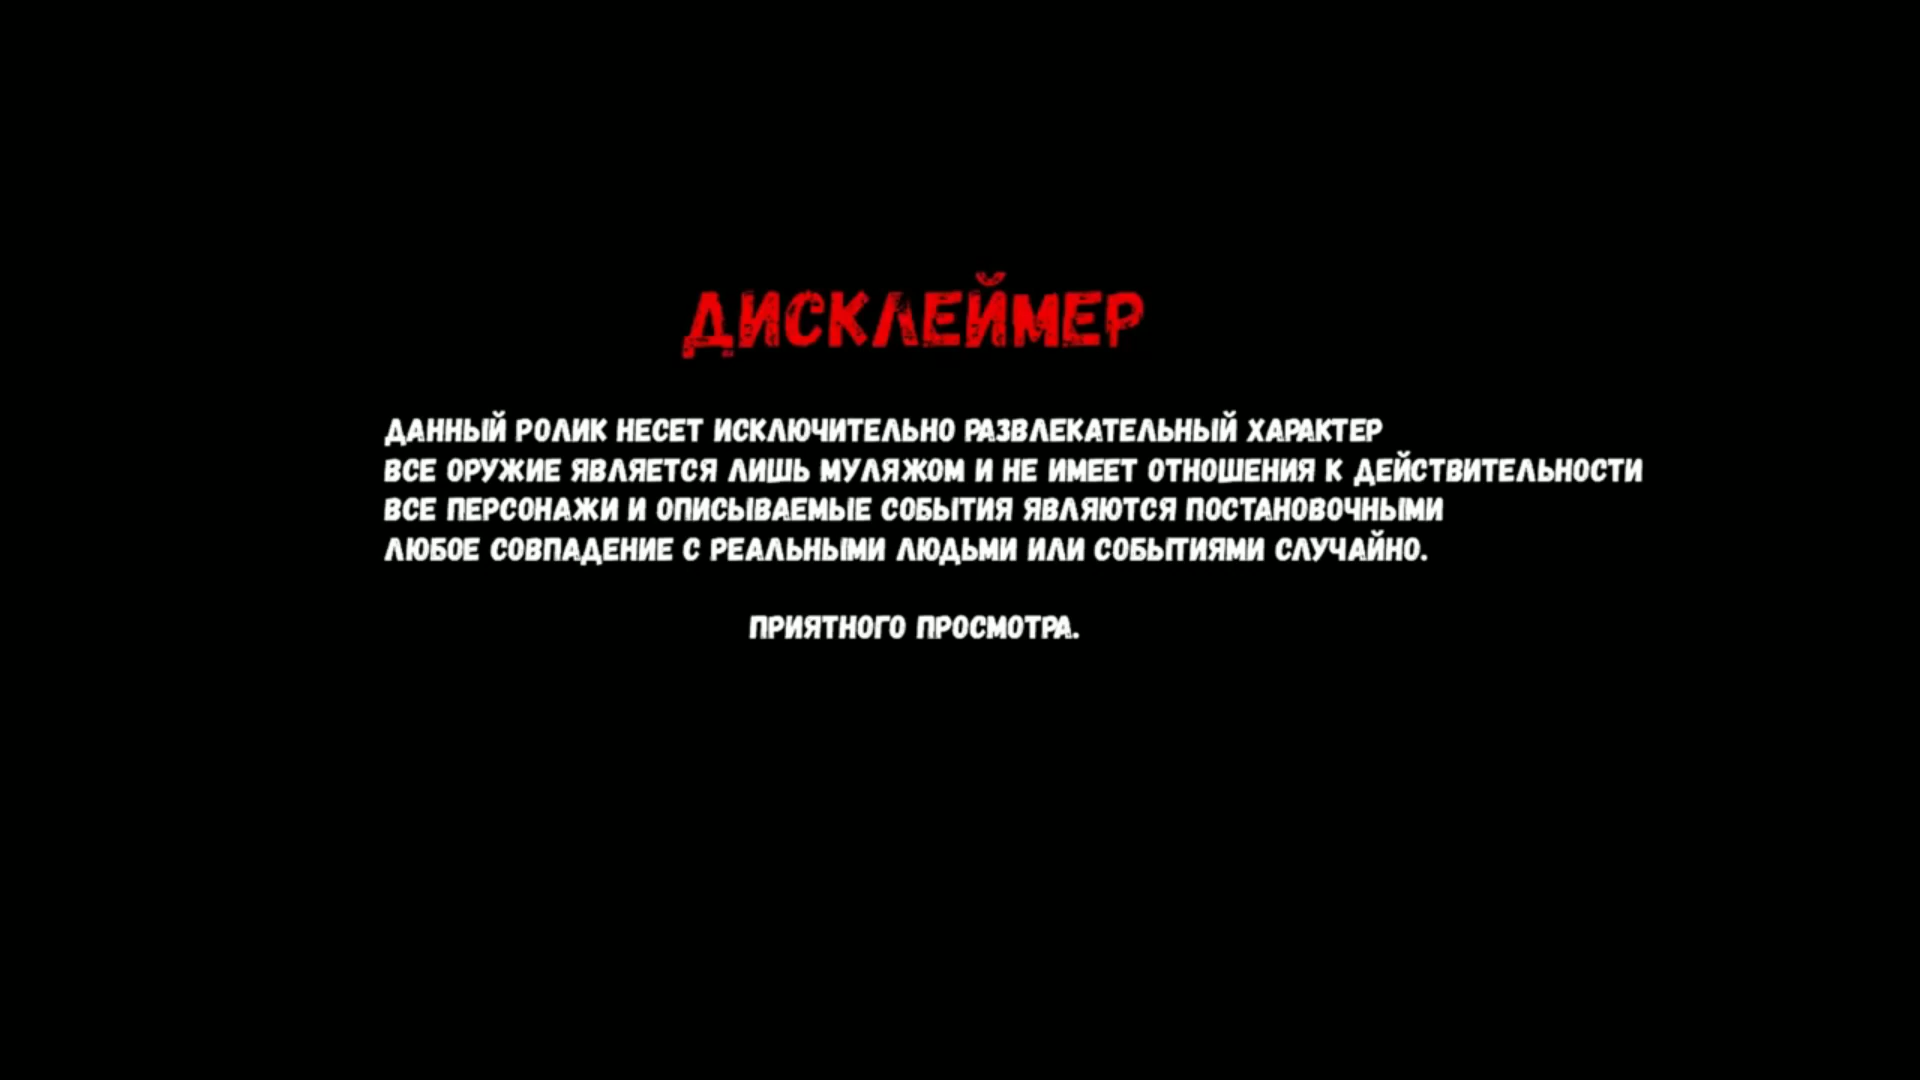 ДИСКЛЕЙМЕР
ДАННЫЙ РОЛИК НЕСЕТ ИСКЛЮЧИТЕЛЬНО РАЗВЛЕКАТЕЛЬНЫЙ ХАРАКТЕР
ВСЕ ОРУЖИЕ ЯВЛЯЕТСЯ ЛИШЬ МУЛЯЖОМ И НЕ ИМЕЕТ ОТНОШЕНИЯ К ДЕЙСТВИТЕЛЬНОСТИ
ВСЕ ПЕРСОНАЖИ И ОПИСЫВАЕМЫЕ СОБЫТИЯ ЯВЛЯЮТСЯ ПОСТАНОВОЧНЫМИ
ЛЮБОЕ СОВПАДЕНИЕ С РЕАЛЬНЫМИ ЛЮДЬМИ ИЛИ СОБЫТИЯМИ СЛУЧАЙНО.
ПРИЯТНОГО ПРОСМОТРА.